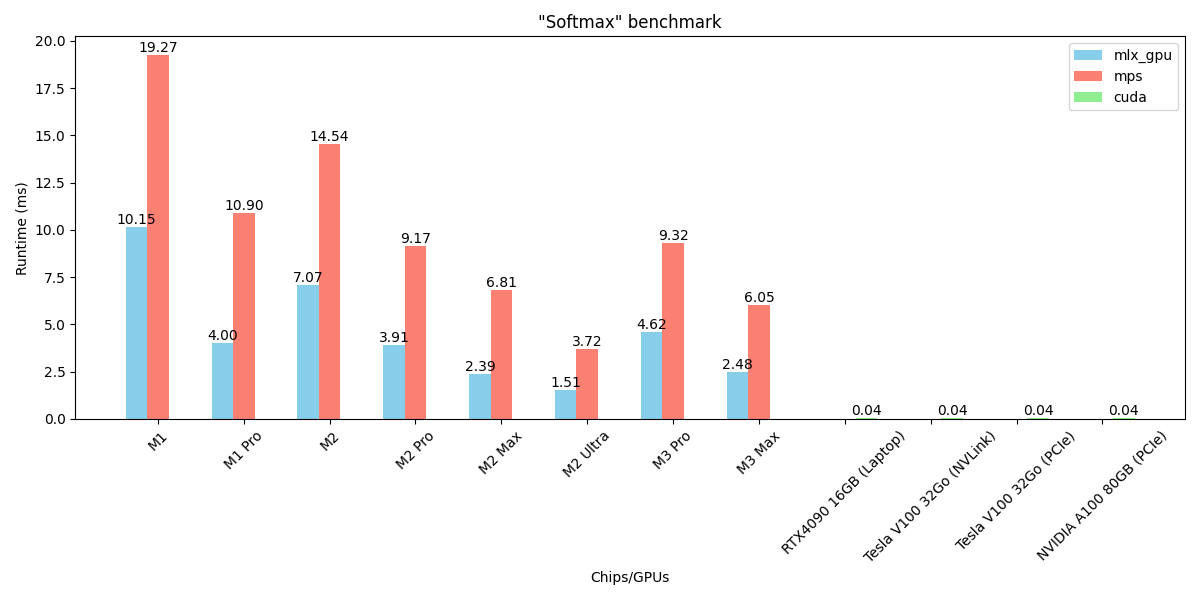 "Softmax" benchmark
mlx_gpu
mps
cuda
Runtime (ms)
20.0
17.5
15.0
12.5
10.0
7.5
5.0
2.5
0.0
10.15
19.27
4.00
10.90
7.07
14.54
3.91
9.17
2.39
6.81
1.51
3.72
4.62
9.32
2.48
6.05
0.04
0.04
0.04
0.04
M1
M1 Pro
M2
M2 Pro
M2 Max
M2 Ultra
M3 Pro
M3 Max
RTX4090 16GB (Laptop)
Tesla V100 32Go (NVLink)
Tesla V100 32Go (PCIe)
NVIDIA A100 80GB (PCIe)
Chips/GPUs